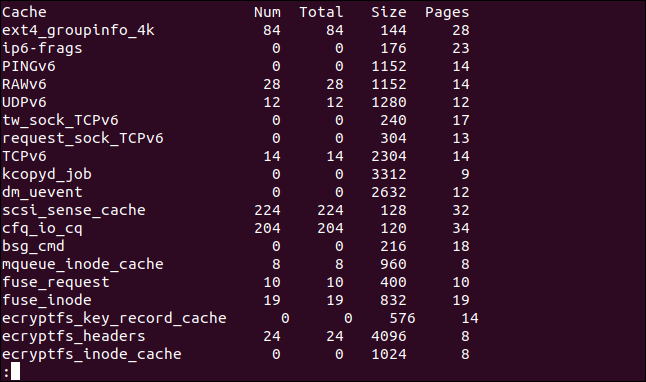 Cache Num Total Size Pages
ext4_groupinfo_4k 84 84 144 28
ip6-frags 0 0 176 23
PINGv6 0 0 1152 14
RAWv6 28 28 1152 14
UDPv6 12 12 1280 12
tw_sock_TCPv6 0 0 240 17
request_sock_TCPv6 0 0 304 13
TCPv6 14 14 2304 14
kcopyd_job 0 0 3312 9
dm_uevent 0 0 2632 12
scsi_sense_cache 224 224 128 32
cfq_io_cq 204 204 120 34
bsg_cmd 0 0 216 18
mqueue_inode_cache 8 8 960 8
fuse_request 10 10 400 10
fuse_inode 19 19 832 19
ecryptfs_key_record_cache 0 0 576 14
ecryptfs_headers 24 24 4096 8
ecryptfs_inode_cache 0 0 1024 8
: